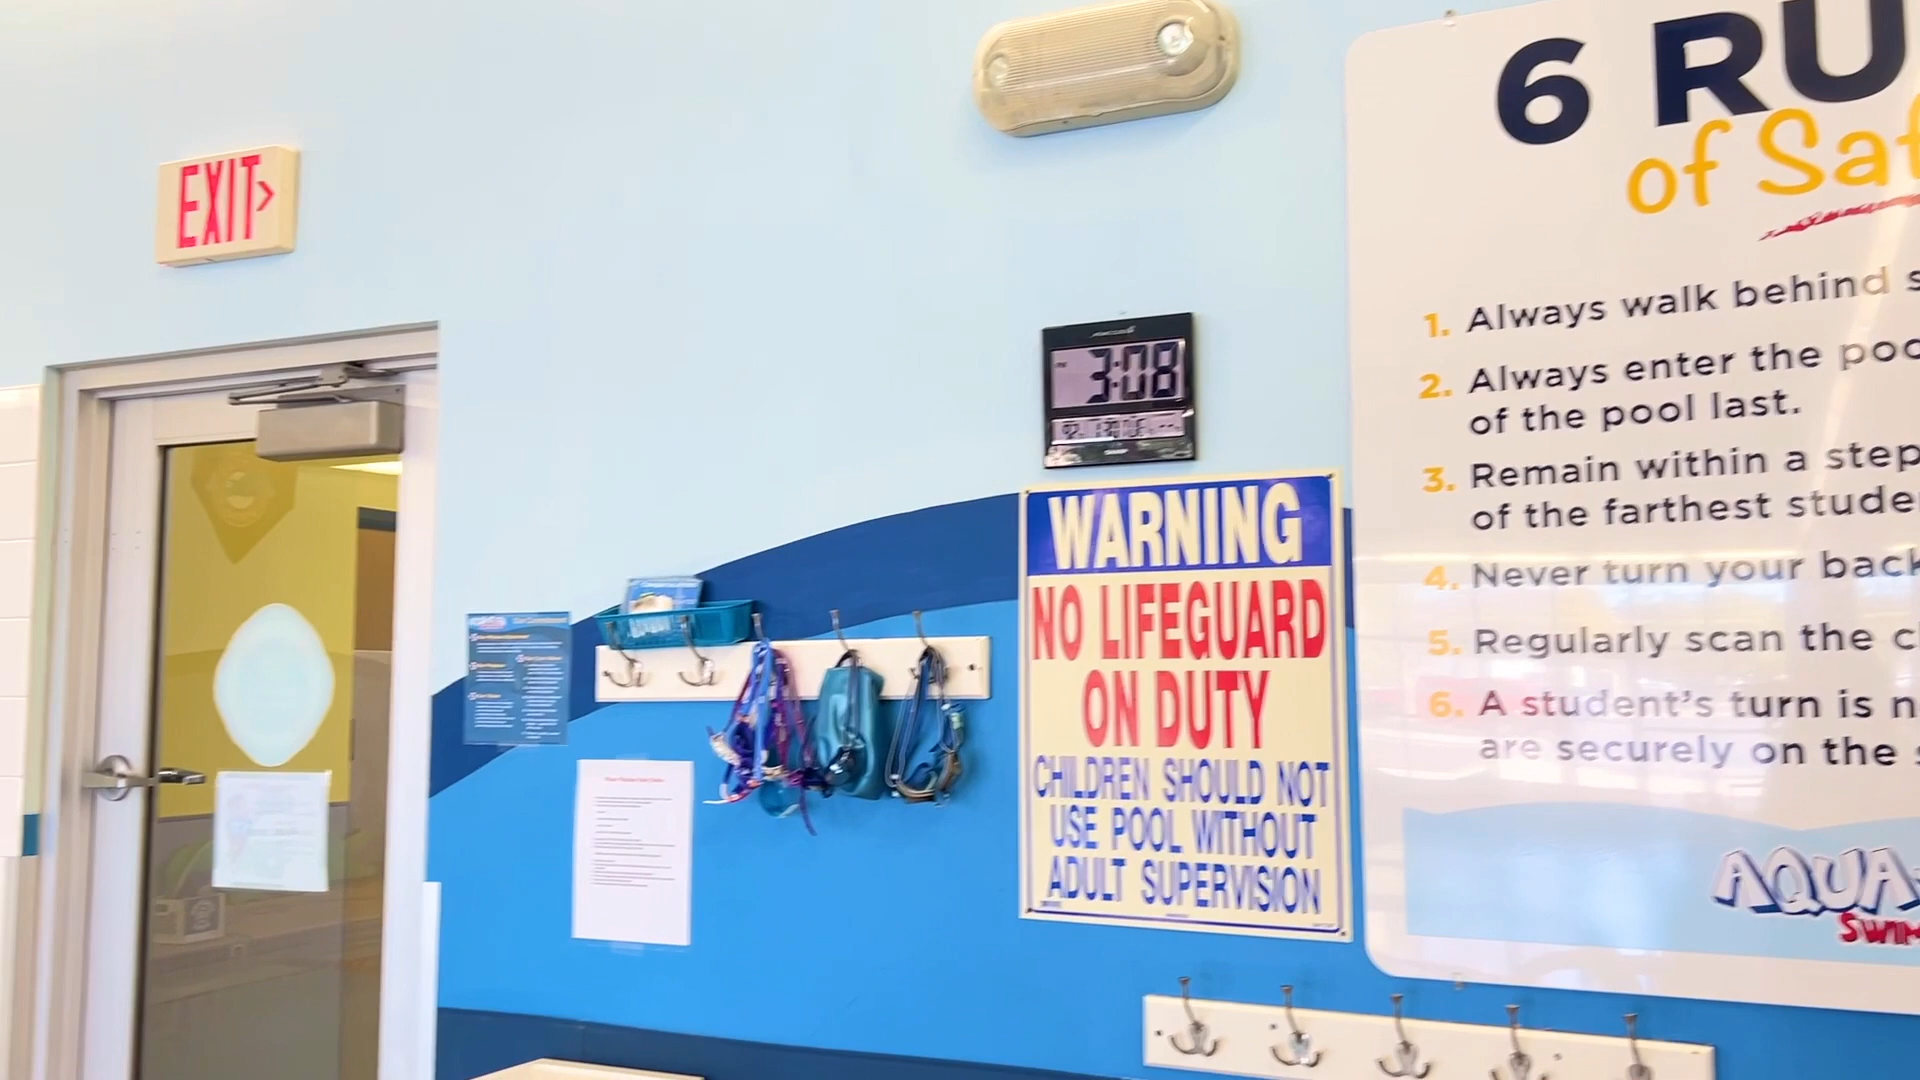 EXIT>
3:08
WARNING
NO LIFEGUARD
ON DUTY
CHILDREN SHOULD NOT
USE POOL WITHOUT
ADULT SUPERVISION
6 RU
of Saf
1. Always walk behind s
2. Always enter the poo
of the pool last.
3. Remain within a step
of the farthest stude
4. Never turn your back
5. Regularly scan the c
6. A student's turn is n
are securely on the s
AQUA
SWIM